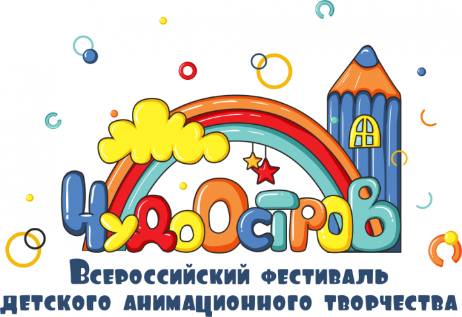 ЧудоОстров
Всероссийский фестиваль
детского анимационного творчества